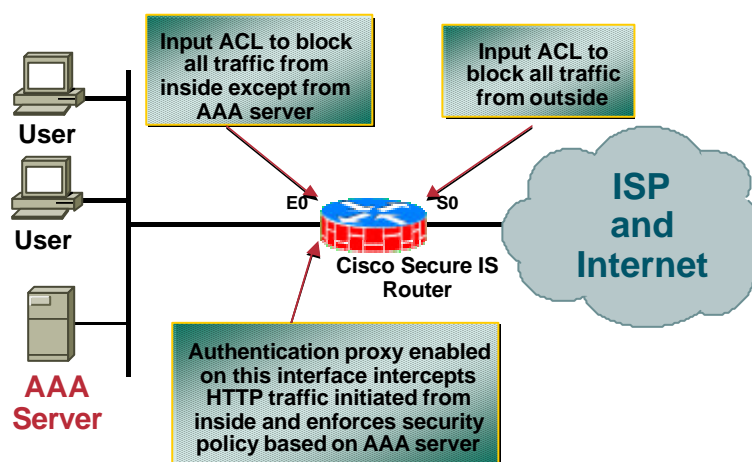 Input ACL to block
all traffic from
inside except from
AAA server
Input ACL to
block all traffic
from outside
User
User
AAA
Server
E0
S0
Cisco Secure IS
Router
ISP
and
Internet
Authentication proxy enabled
on this interface intercepts
HTTP traffic initiated from
inside and enforces security
policy based on AAA server